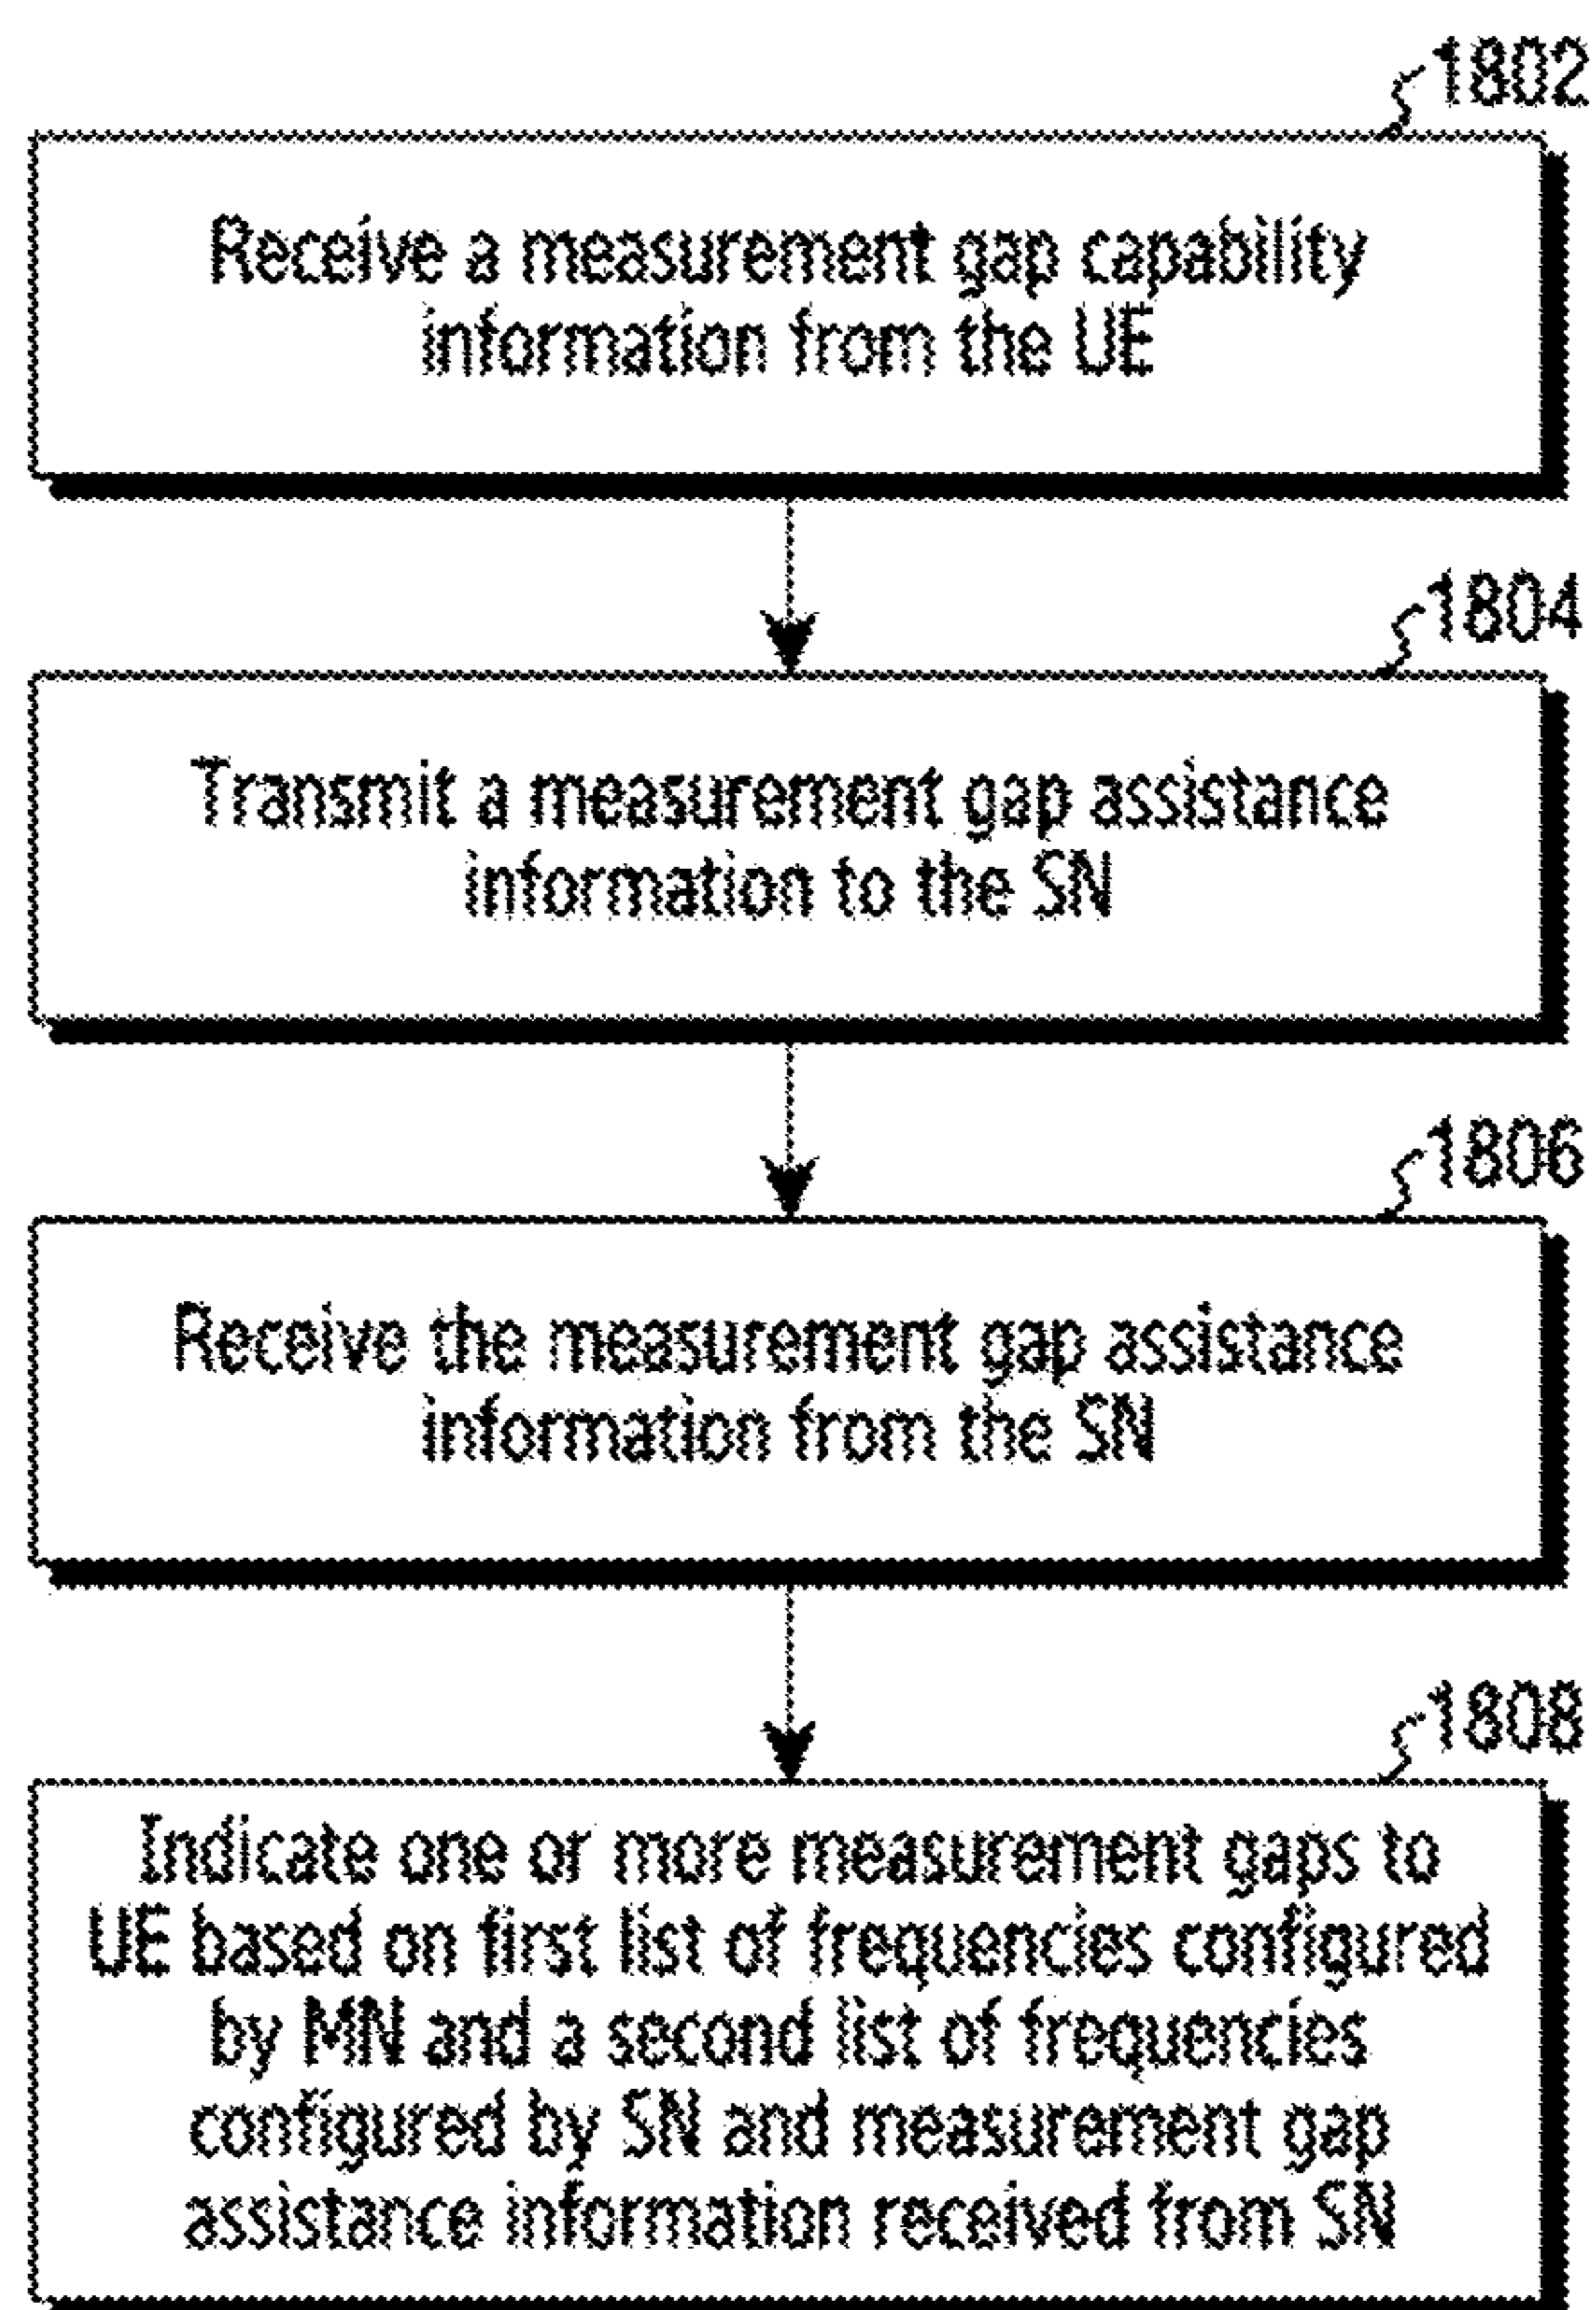 1802
Receive a measurement gap capability
information from the UE
1804
Transmit a measurement gap assistance
information to the SN
1806
Receive the measurement gap assistance
information from the SN
1808
Indicate one or more measurement gaps to
UE based on first list of frequencies configured
by MN and a second list of frequencies
configured by SN and measurement gap
assistance information received from SN